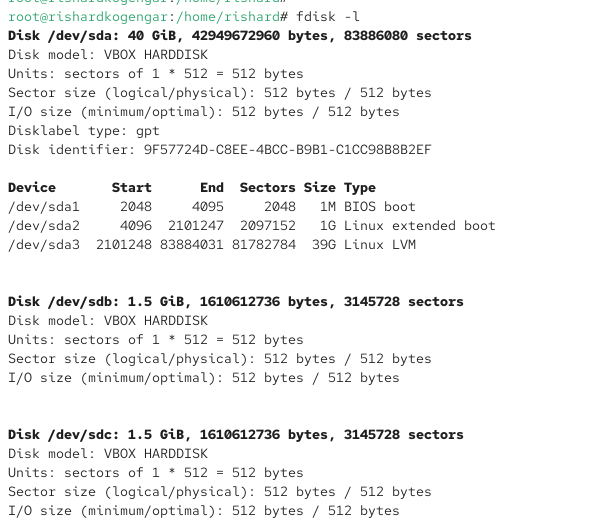 root@rishardkogengar:/home/rishard#
root@rishardkogengar:/home/rishard# fdisk -l
Disk /dev/sda: 40 GiB, 42949672960 bytes, 83886080 sectors
Disk model: VBOX HARDDISK
Units: sectors of 1 * 512 = 512 bytes
Sector size (logical/physical): 512 bytes / 512 bytes
I/O size (minimum/optimal): 512 bytes / 512 bytes
Disklabel type: gpt
Disk identifier: 9F57724D-C8EE-4BCC-B9B1-C1CC98B8B2EF
Device       Start      End  Sectors Size Type
/dev/sda1     2048     4095     2048   1M BIOS boot
/dev/sda2     4096  2101247  2097152   1G Linux extended boot
/dev/sda3  2101248 83884031 81782784  39G Linux LVM
Disk /dev/sdb: 1.5 GiB, 1610612736 bytes, 3145728 sectors
Disk model: VBOX HARDDISK
Units: sectors of 1 * 512 = 512 bytes
Sector size (logical/physical): 512 bytes / 512 bytes
I/O size (minimum/optimal): 512 bytes / 512 bytes
Disk /dev/sdc: 1.5 GiB, 1610612736 bytes, 3145728 sectors
Disk model: VBOX HARDDISK
Units: sectors of 1 * 512 = 512 bytes
Sector size (logical/physical): 512 bytes / 512 bytes
I/O size (minimum/optimal): 512 bytes / 512 bytes